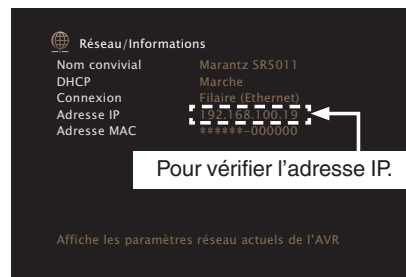 Réseau/Informations
Nom convivial Marantz SR5011
DHCP Marche
Connexion Filaire (Ethernet)
Adresse IP 192.168.100.19
Adresse MAC ******-000000
Pour vérifier l’adresse IP.
Affiche les paramètres réseau actuels de l’AVR